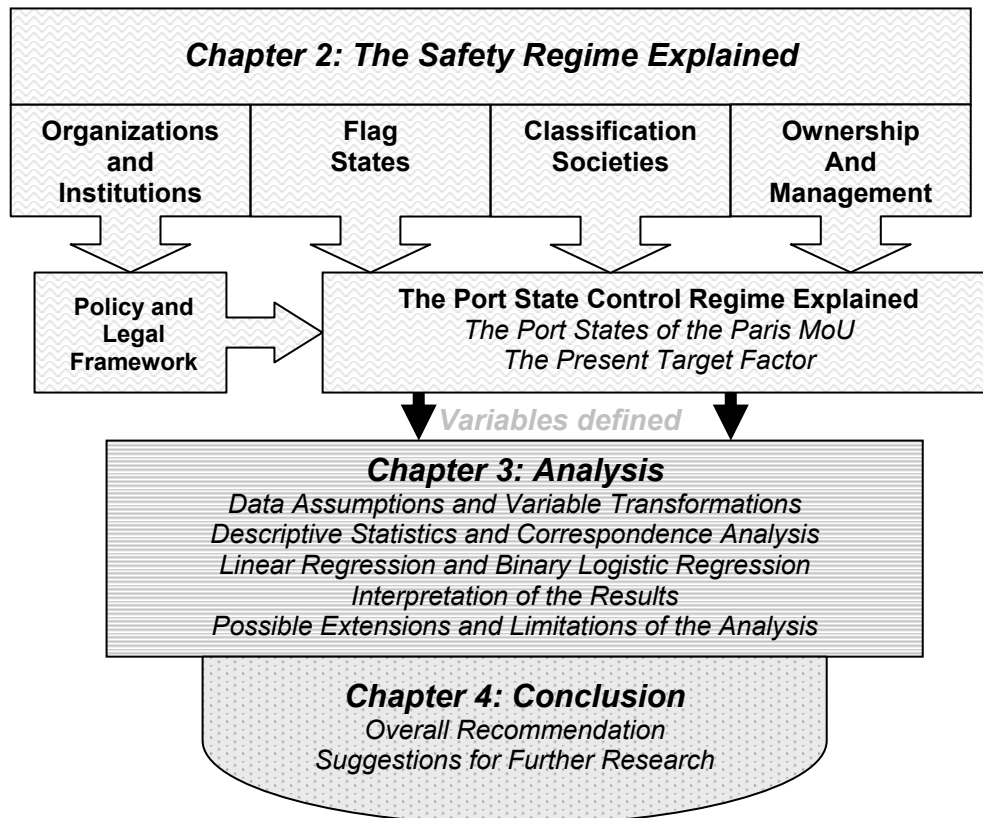 Chapter 2: The Safety Regime Explained
Organizations
and
Institutions
Flag
States
Classification
Societies
Ownership
And
Management
Policy and
Legal
Framework
The Port State Control Regime Explained
The Port States of the Paris MoU
The Present Target Factor
Variables defined
Chapter 3: Analysis
Data Assumptions and Variable Transformations
Descriptive Statistics and Correspondence Analysis
Linear Regression and Binary Logistic Regression
Interpretation of the Results
Possible Extensions and Limitations of the Analysis
Chapter 4: Conclusion
Overall Recommendation
Suggestions for Further Research